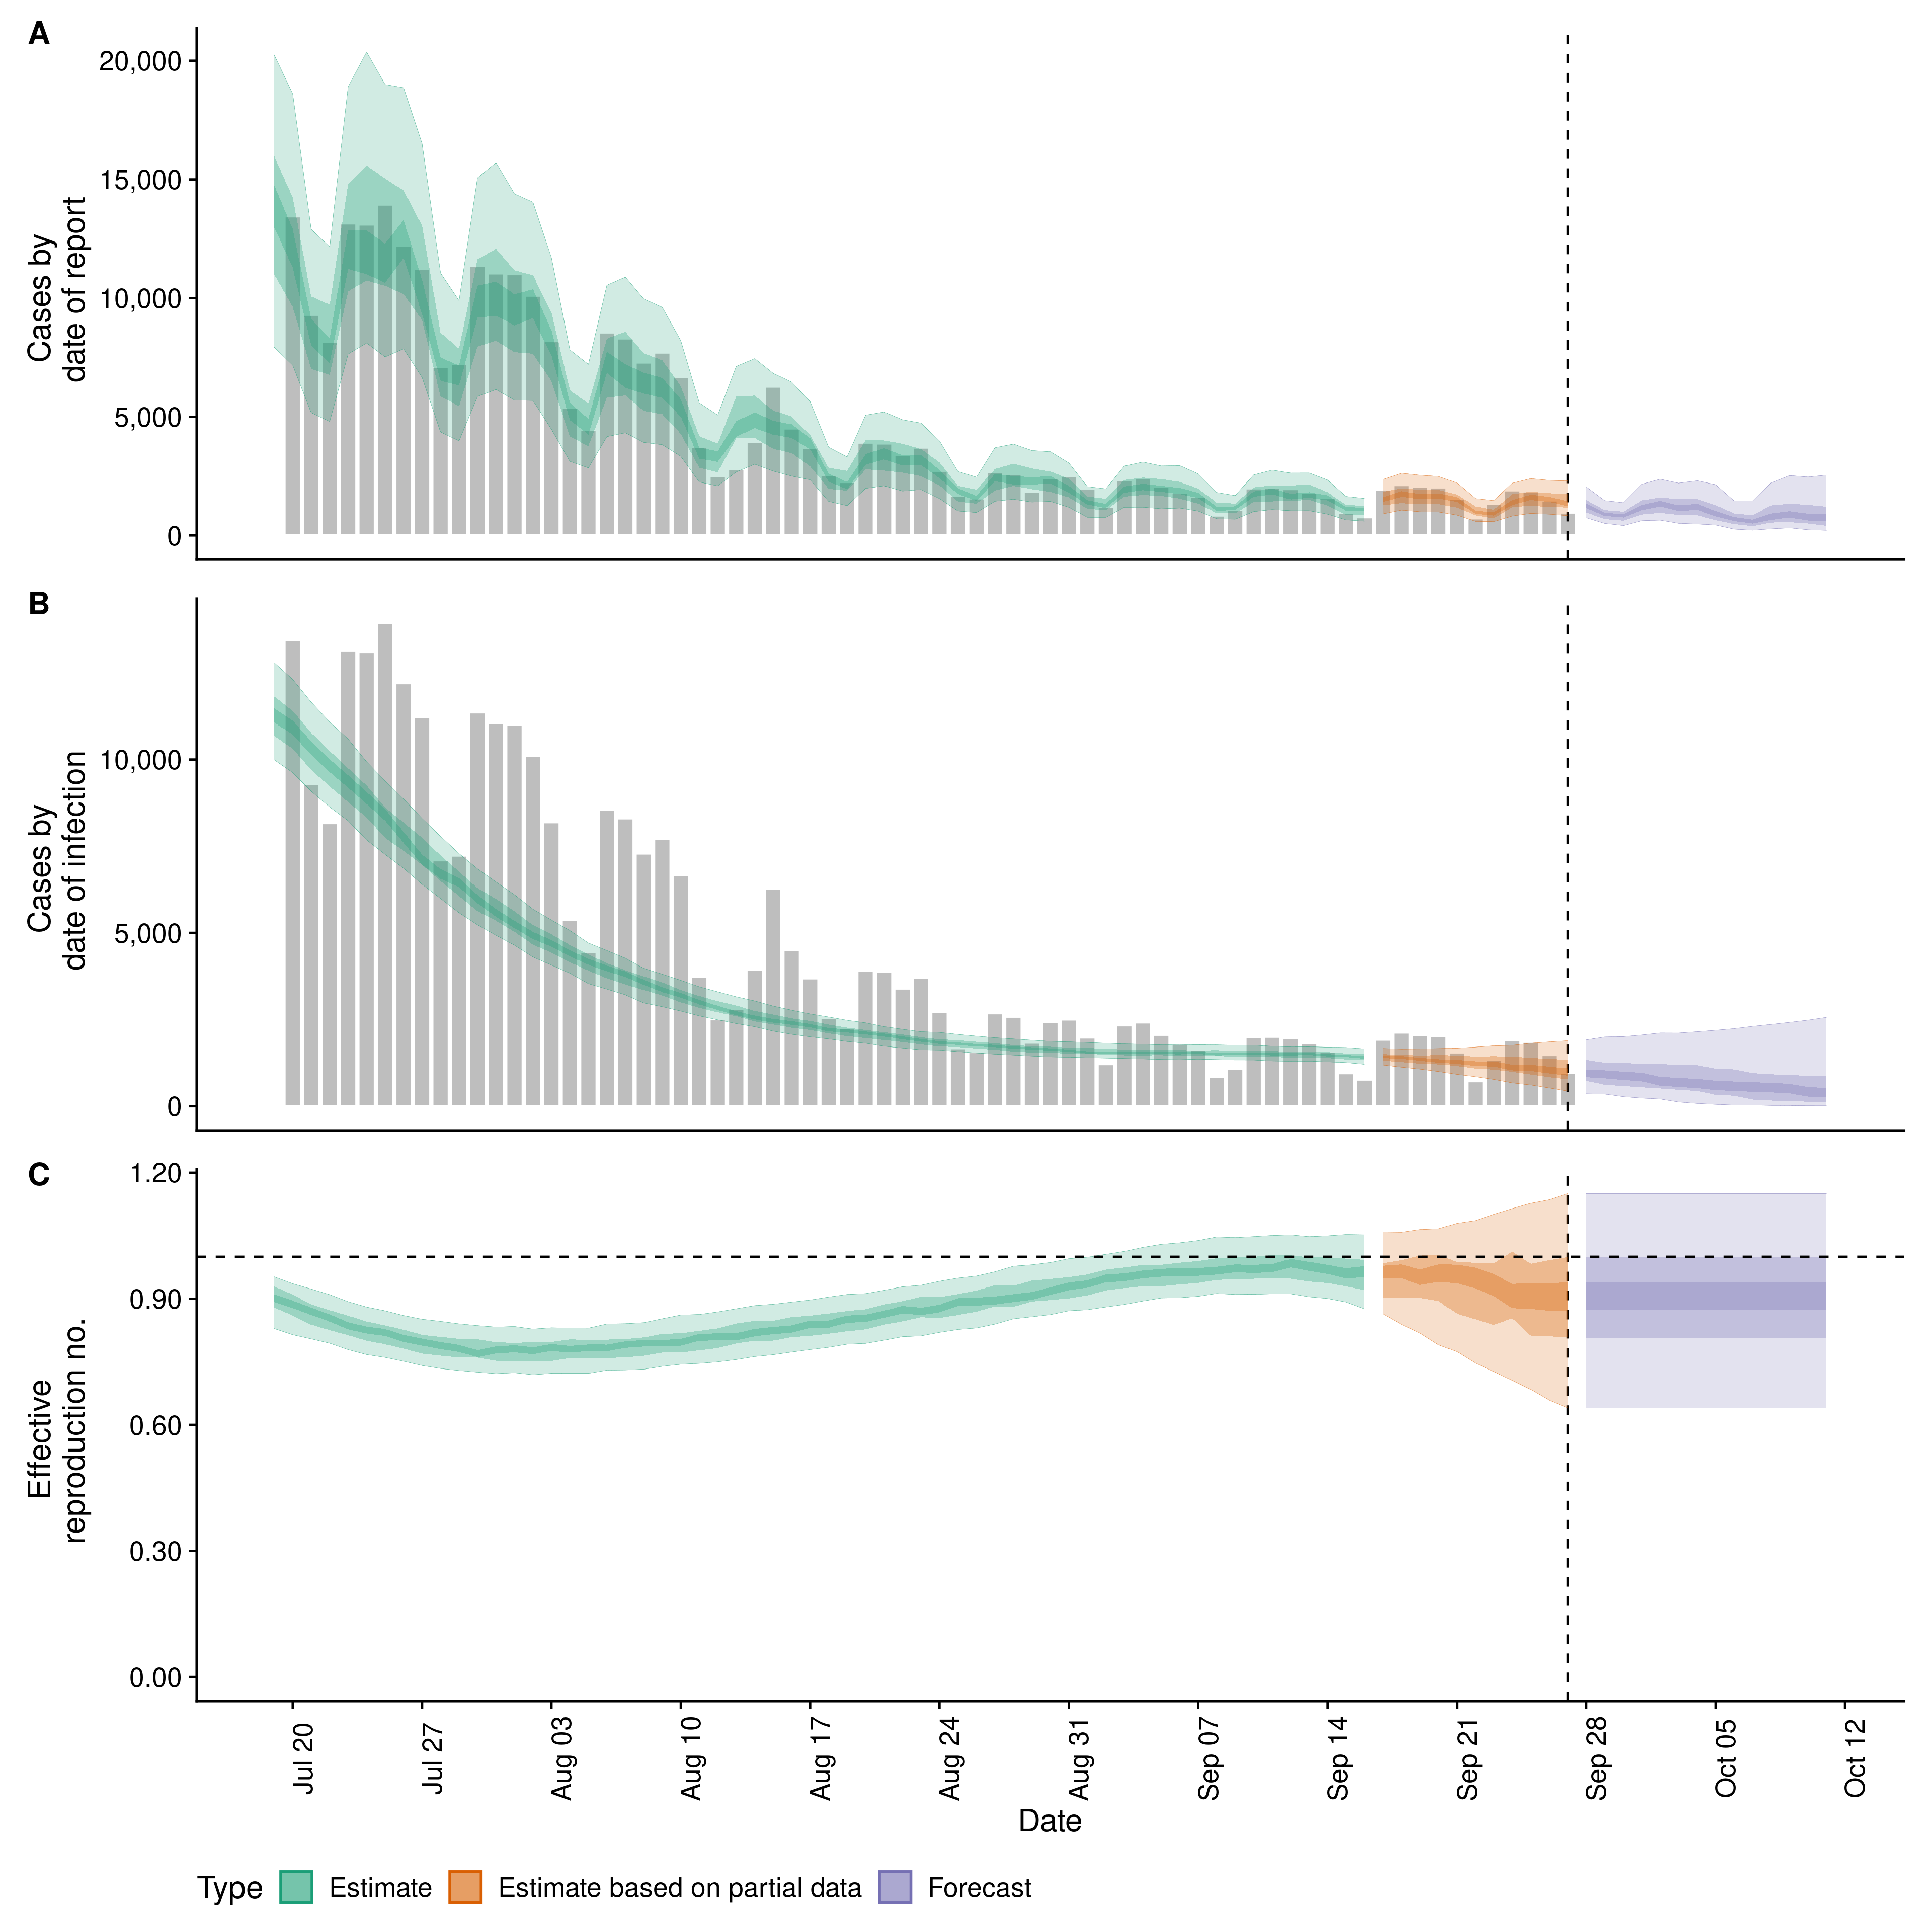 A
20,000
15,000
10,000
5,000
0
Cases by
date of report
B
10,000
5,000
0
Cases by
date of infection
C
1.20
0.90
0.60
0.30
0.00
Effective
reproduction no.
Jul 20
Jul 27
Aug 03
Aug 10
Aug 17
Aug 24
Aug 31
Sep 07
Sep 14
Sep 21
Sep 28
Oct 05
Oct 12
Date
Type
Estimate
Estimate based on partial data
Forecast